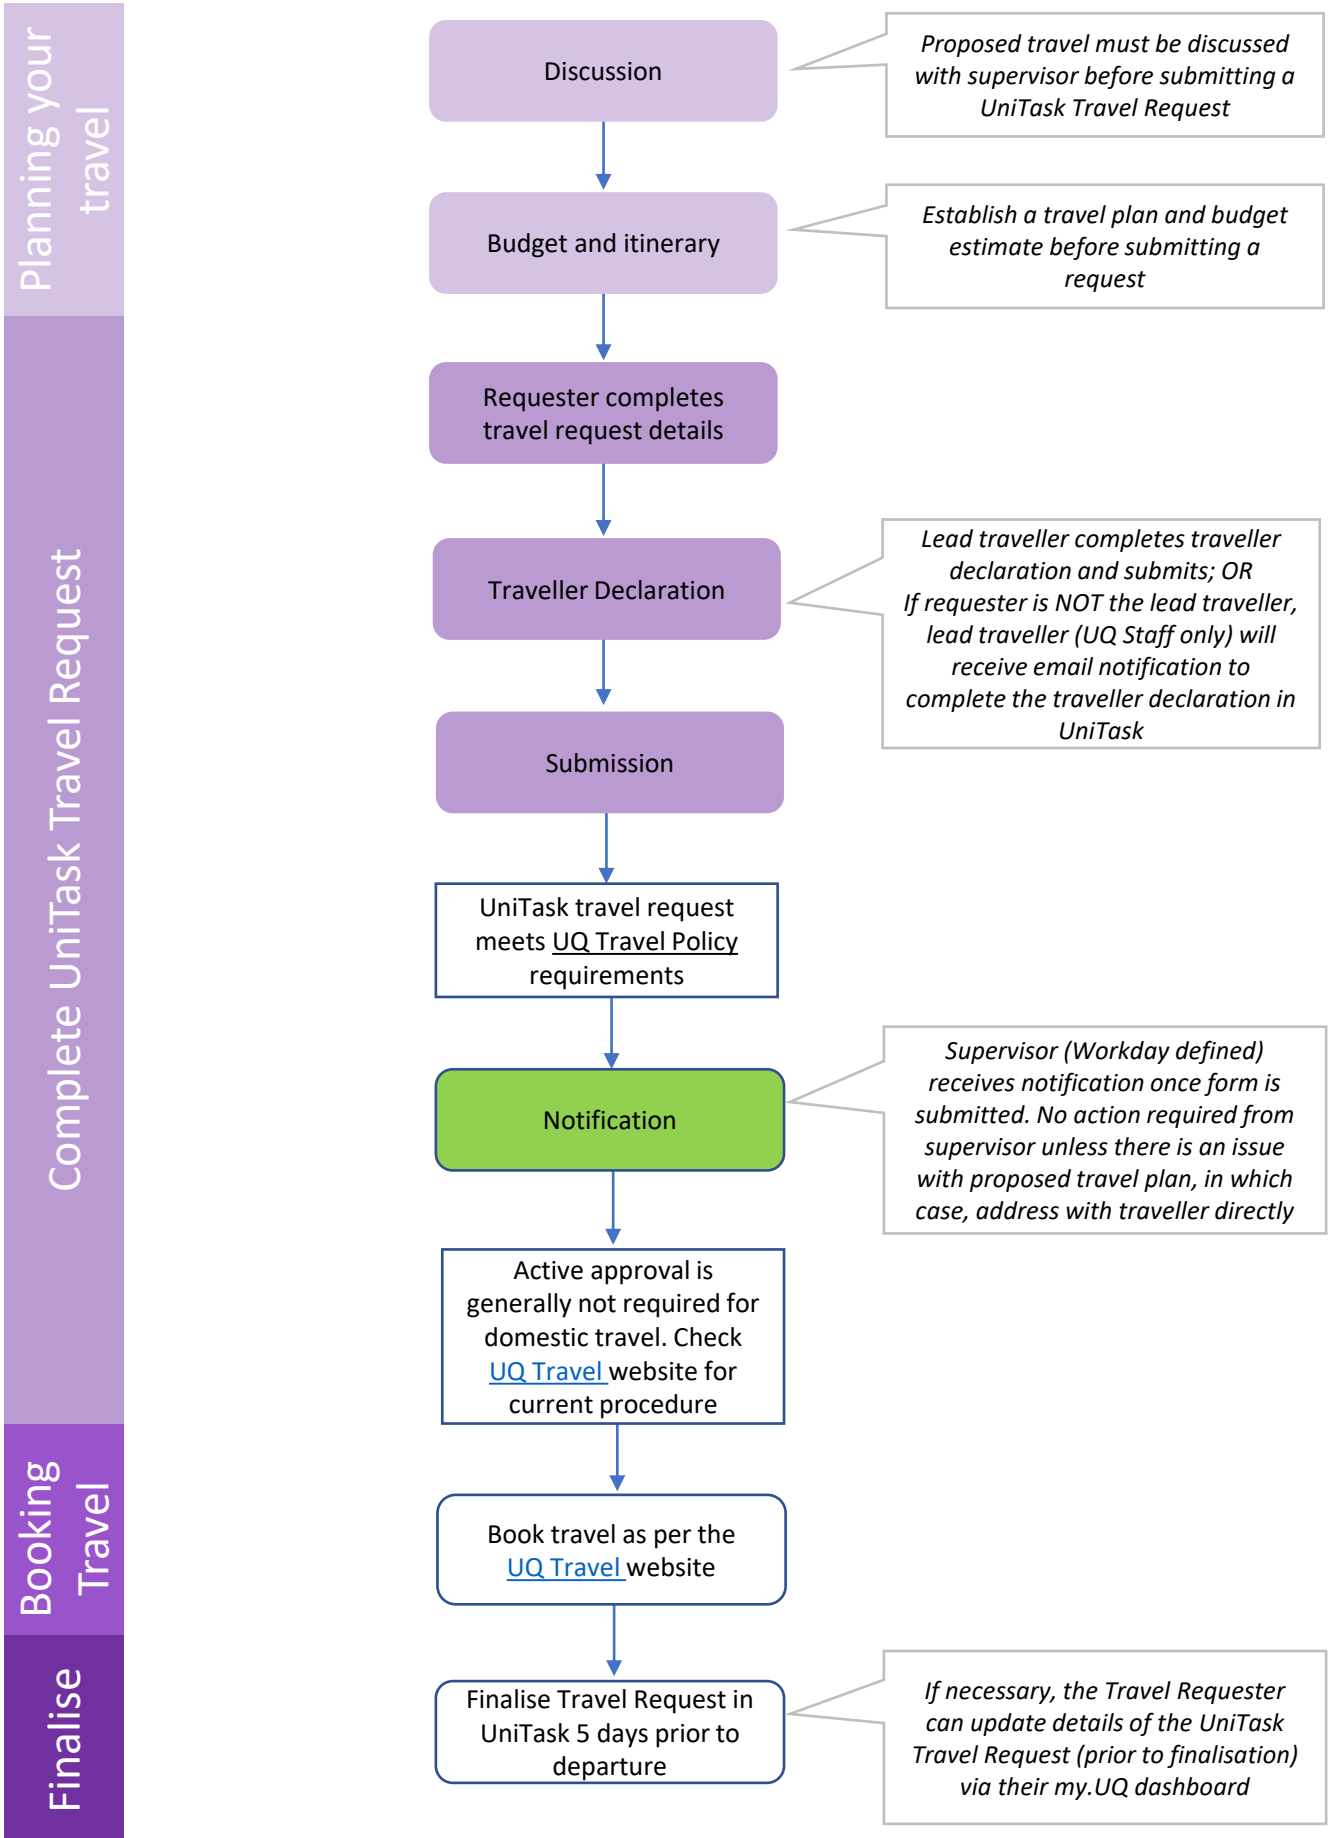 Planning your
travel
Discussion
Proposed travel must be discussed
with supervisor before submitting a
UniTask Travel Request
Budget and itinerary
Establish a travel plan and budget
estimate before submitting a
request
Complete UniTask Travel Request
Requester completes
travel request details
Traveller Declaration
Lead traveller completes traveller
declaration and submits; OR
If requester is NOT the lead traveller,
lead traveller (UQ Staff only) will
receive email notification to
complete the traveller declaration in
UniTask
Submission
UniTask travel request
meets UQ Travel Policy
requirements
Notification
Supervisor (Workday defined)
receives notification once form is
submitted. No action required from
supervisor unless there is an issue
with proposed travel plan, in which
case, address with traveller directly
Active approval is
generally not required for
domestic travel. Check
UQ Travel website for
current procedure
Booking
Travel
Book travel as per the
UQ Travel website
Finalise
Finalise Travel Request in
UniTask 5 days prior to
departure
If necessary, the Travel Requester
can update details of the UniTask
Travel Request (prior to finalisation)
via their my.UQ dashboard